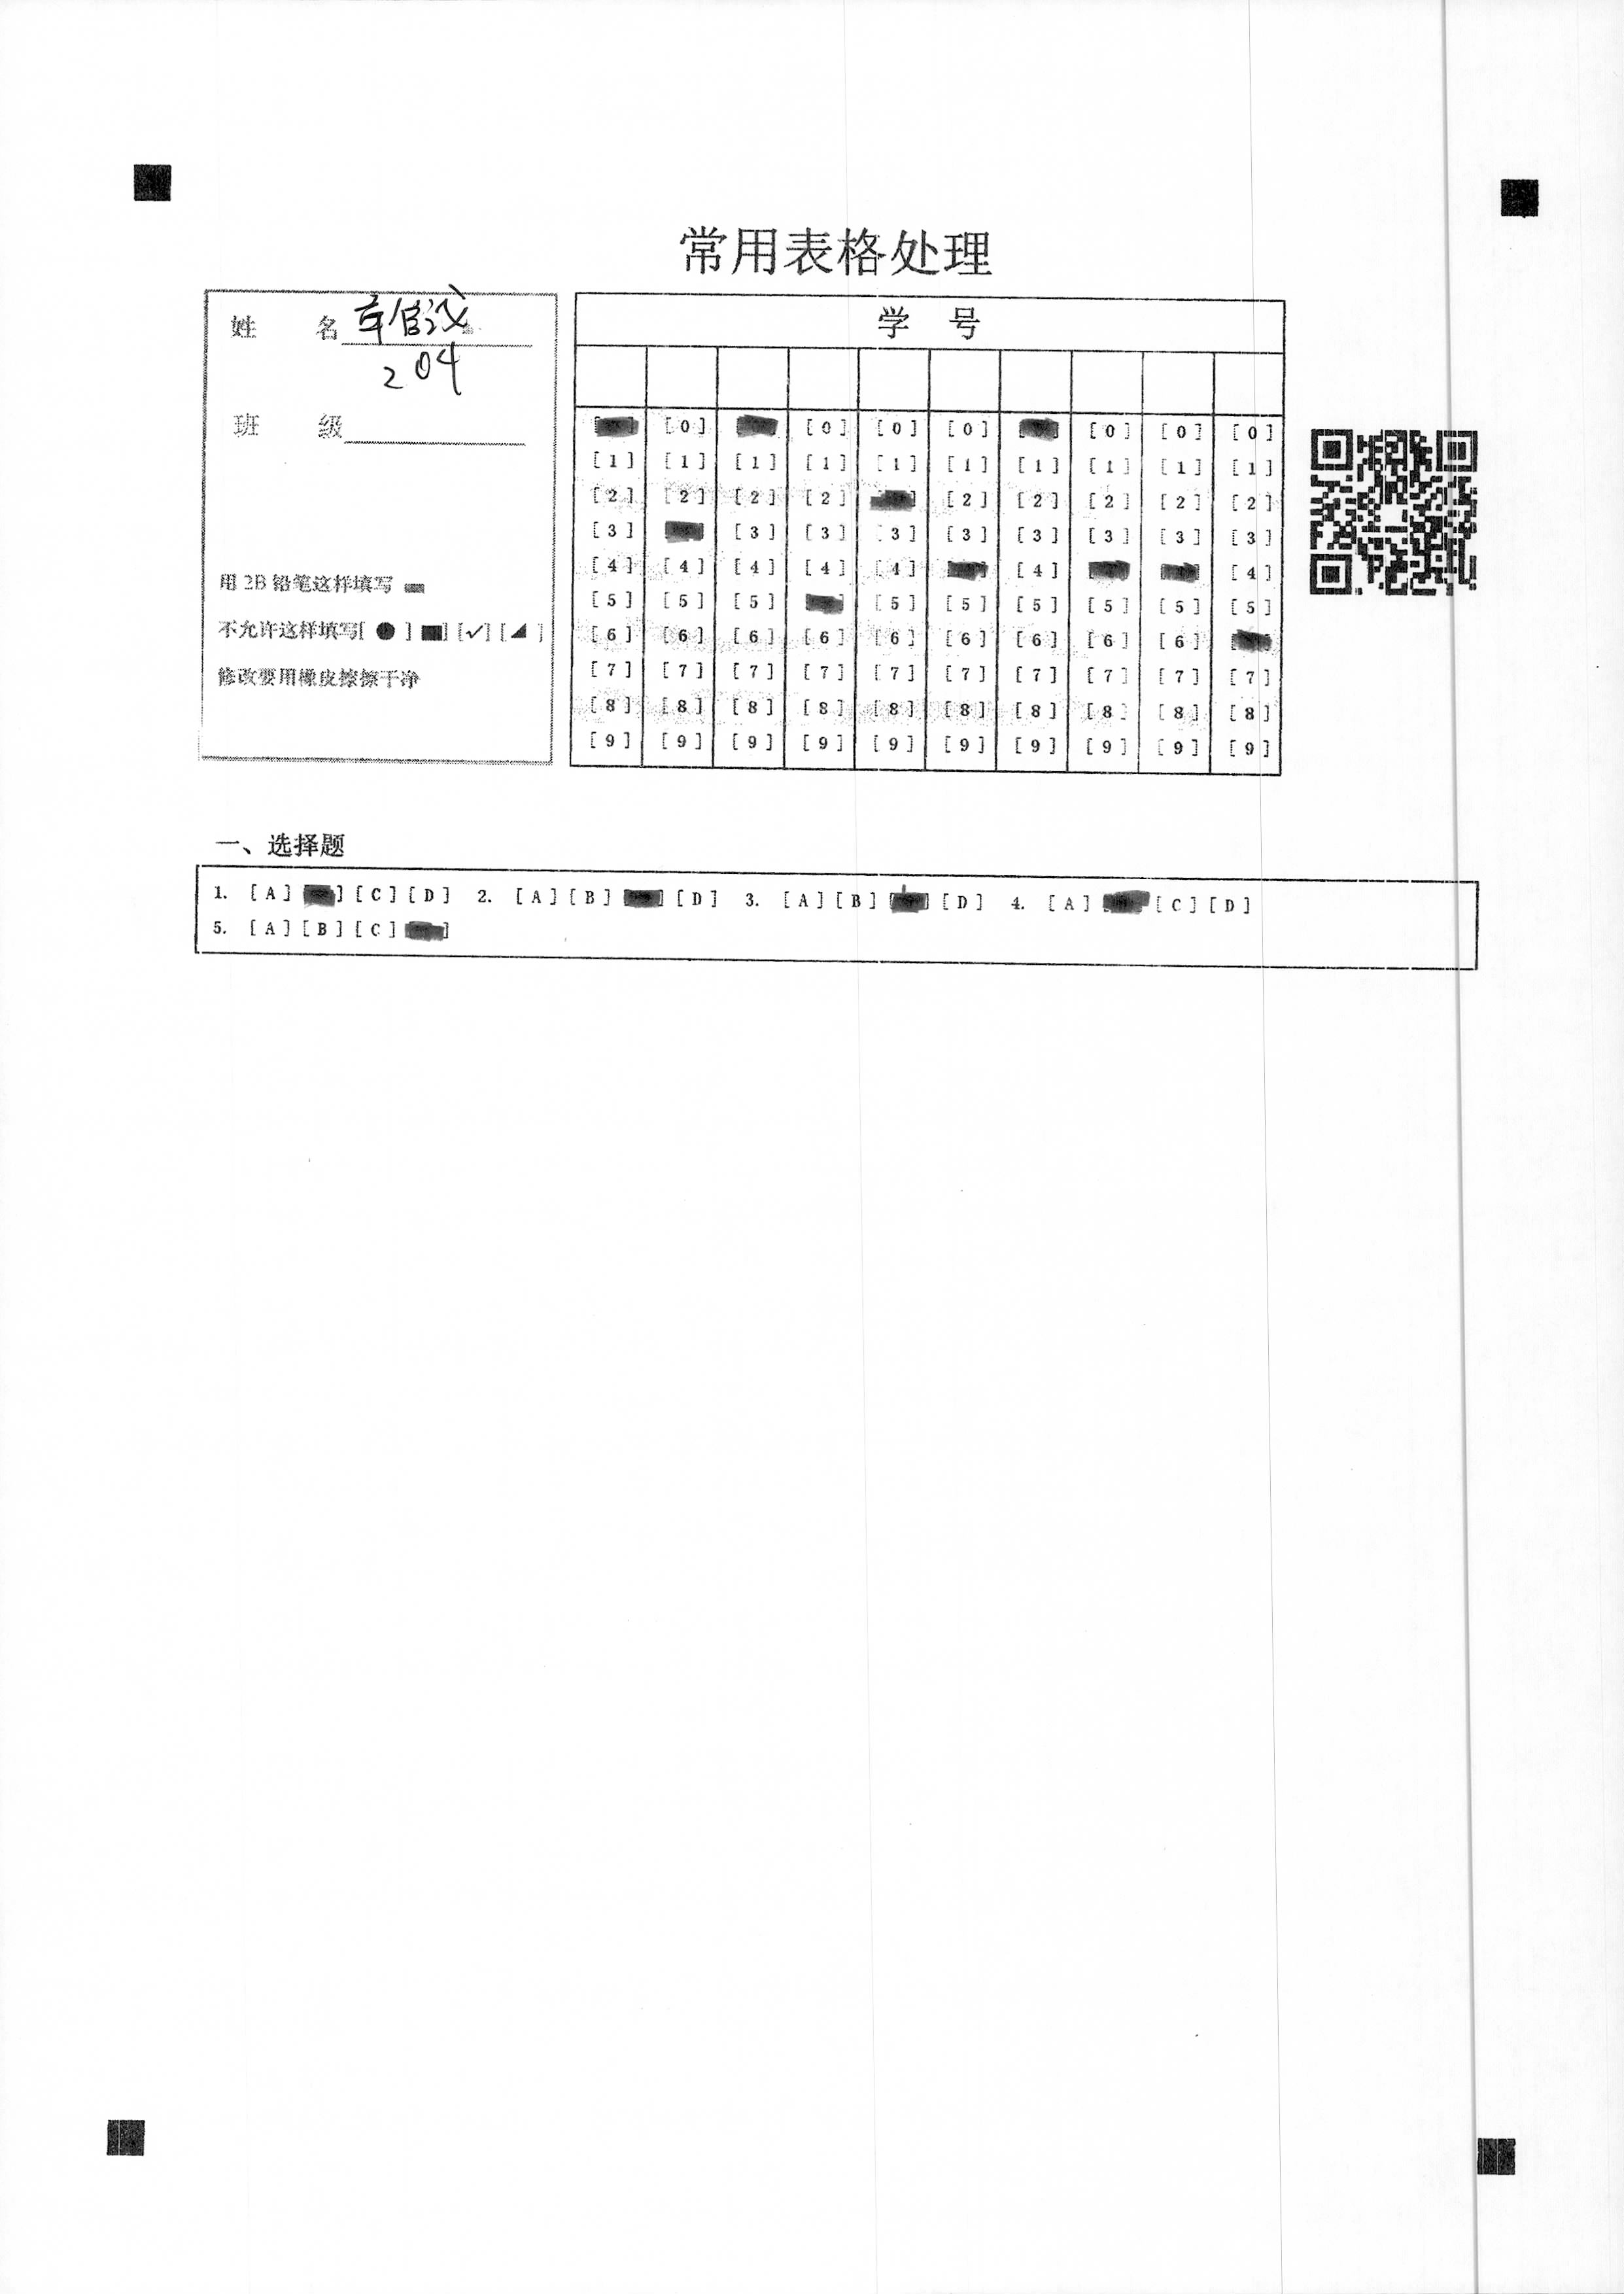 常用表格处理
姓 名
204
班 级
用 2B 铅笔这样填写
不允许这样填写[ ● ] ■] [✓] [◢ ]
修改要用橡皮擦擦干净
学 号
[0] [0] [0] [0] [0] [0] [0]
[1] [1] [1] [1] [1] [1] [1] [1] [1] [1]
[2] [2] [2] [2] [2] [2] [2] [2] [2]
[3] [3] [3] [3] [3] [3] [3] [3] [3]
[4] [4] [4] [4] [4] [4] [4]
[5] [5] [5] [5] [5] [5] [5] [5] [5]
[6] [6] [6] [6] [6] [6] [6] [6] [6]
[7] [7] [7] [7] [7] [7] [7] [7] [7] [7]
[8] [8] [8] [8] [8] [8] [8] [8] [8] [8]
[9] [9] [9] [9] [9] [9] [9] [9] [9] [9]
一、选择题
1. [A] [C] [D] 2. [A] [B] [D] 3. [A] [B] [D] 4. [A] [C] [D]
5. [A] [B] [C]